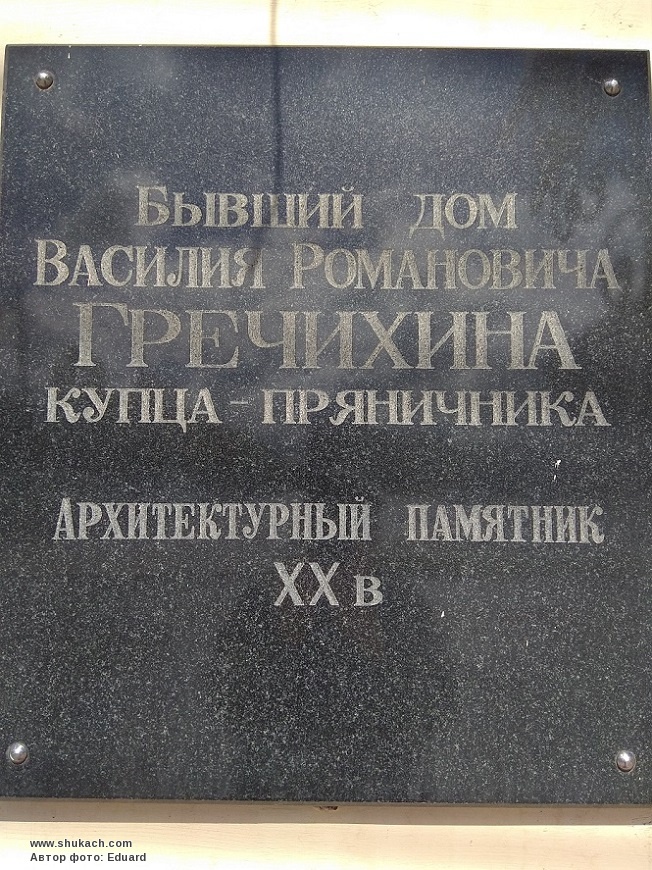 Бывший дом
Василия Романовича
Гречихина
купца - пряничника
Архитектурный памятник
XX в
www.shukach.com
Автор фото: Eduard